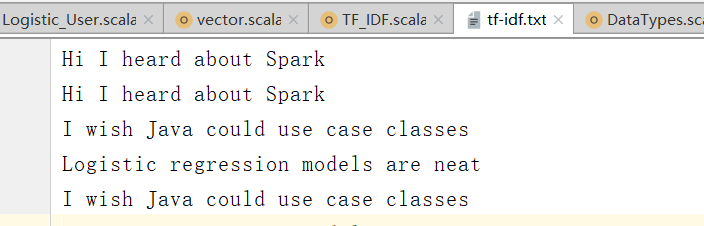 Logistic_User.scala vector.scala TF_IDF.scala tf-idf.txt DataTypes.sc
Hi I heard about Spark
Hi I heard about Spark
I wish Java could use case classes
Logistic regression models are neat
I wish Java could use case classes